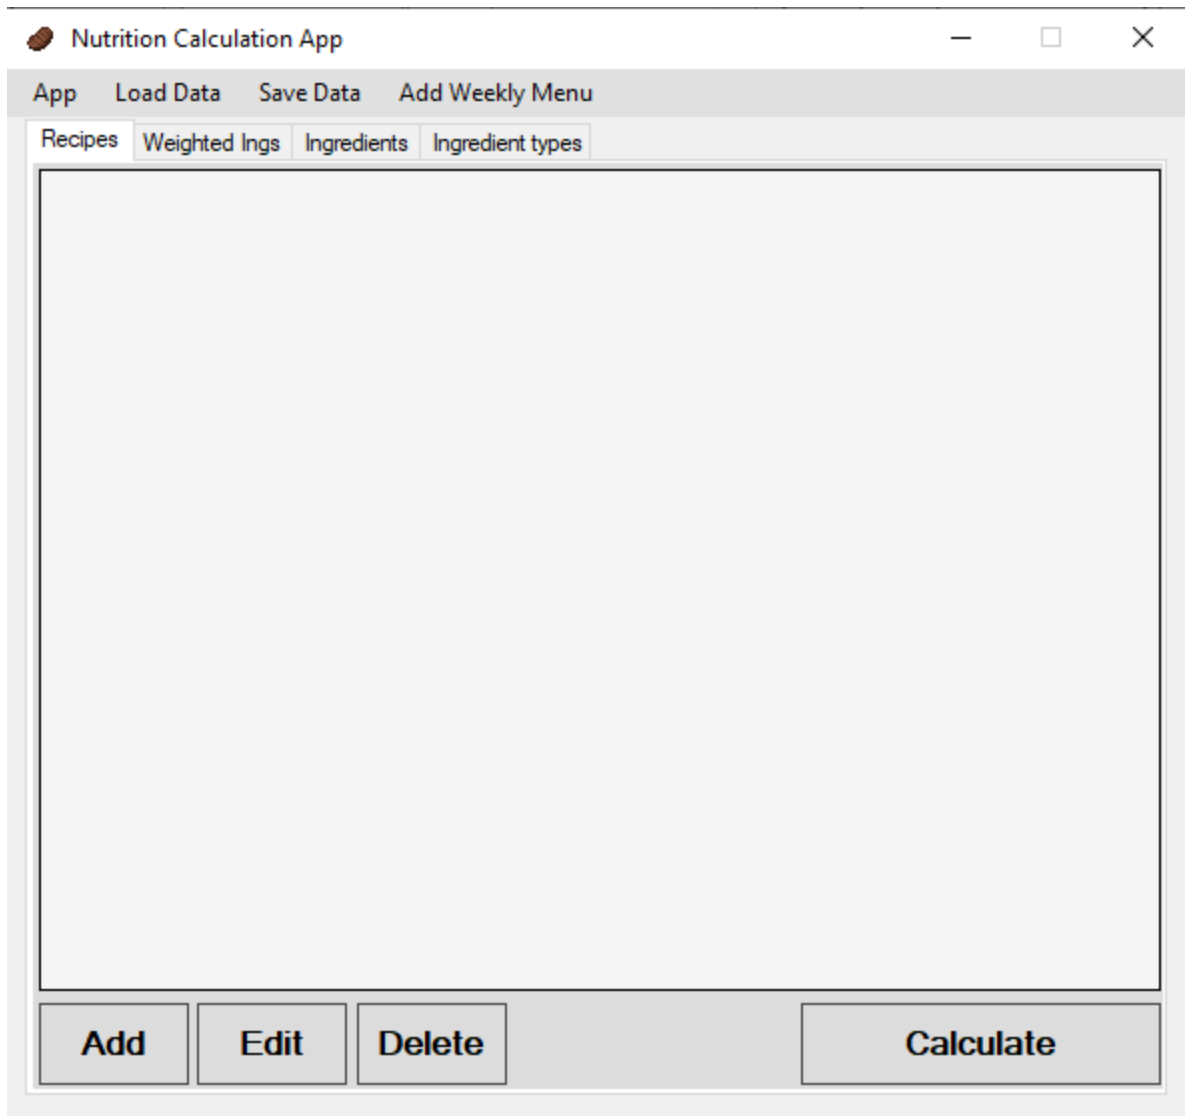 Nutrition Calculation App
App Load Data Save Data Add Weekly Menu
Recipes Weighted Ings Ingredients Ingredient types
Add Edit Delete Calculate